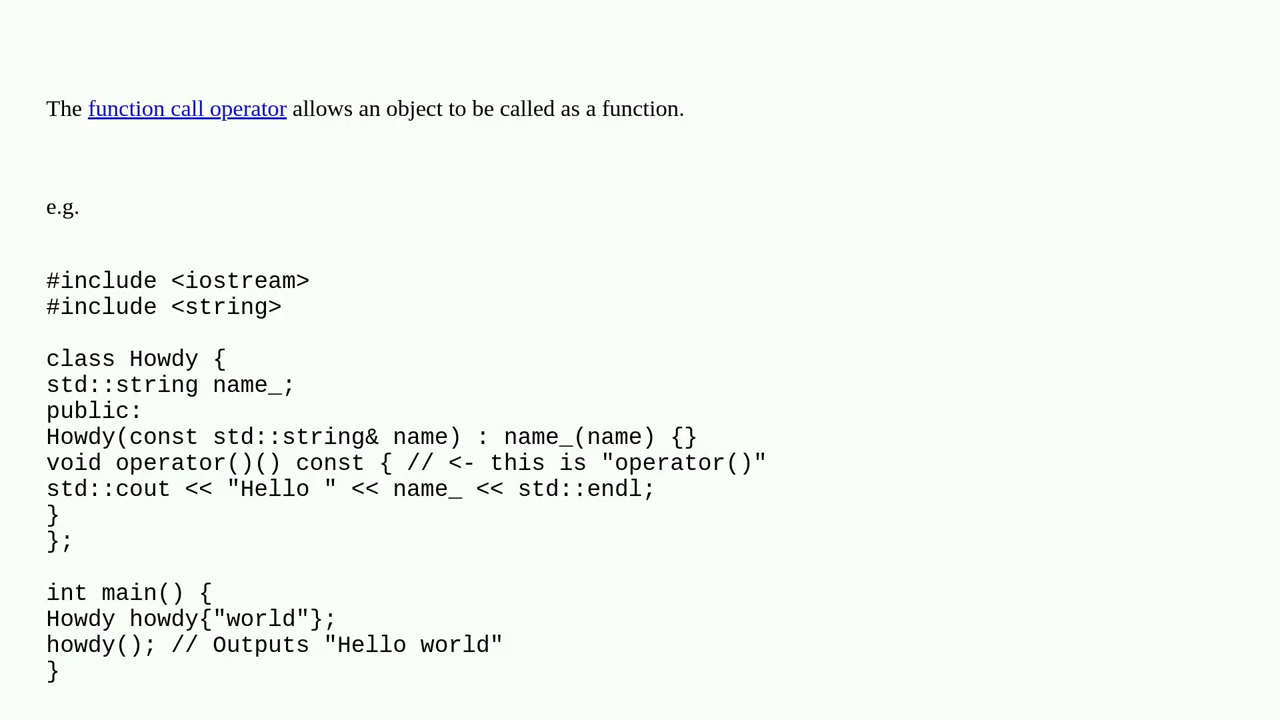 The function call operator allows an object to be called as a function.
e.g.
#include <iostream>
#include <string>
class Howdy {
std::string name_;
public:
Howdy(const std::string& name) : name_(name) {}
void operator()() const { // <- this is "operator()"
std::cout << "Hello " << name_ << std::endl;
}
};
int main() {
Howdy howdy{"world"};
howdy(); // Outputs "Hello world"
}